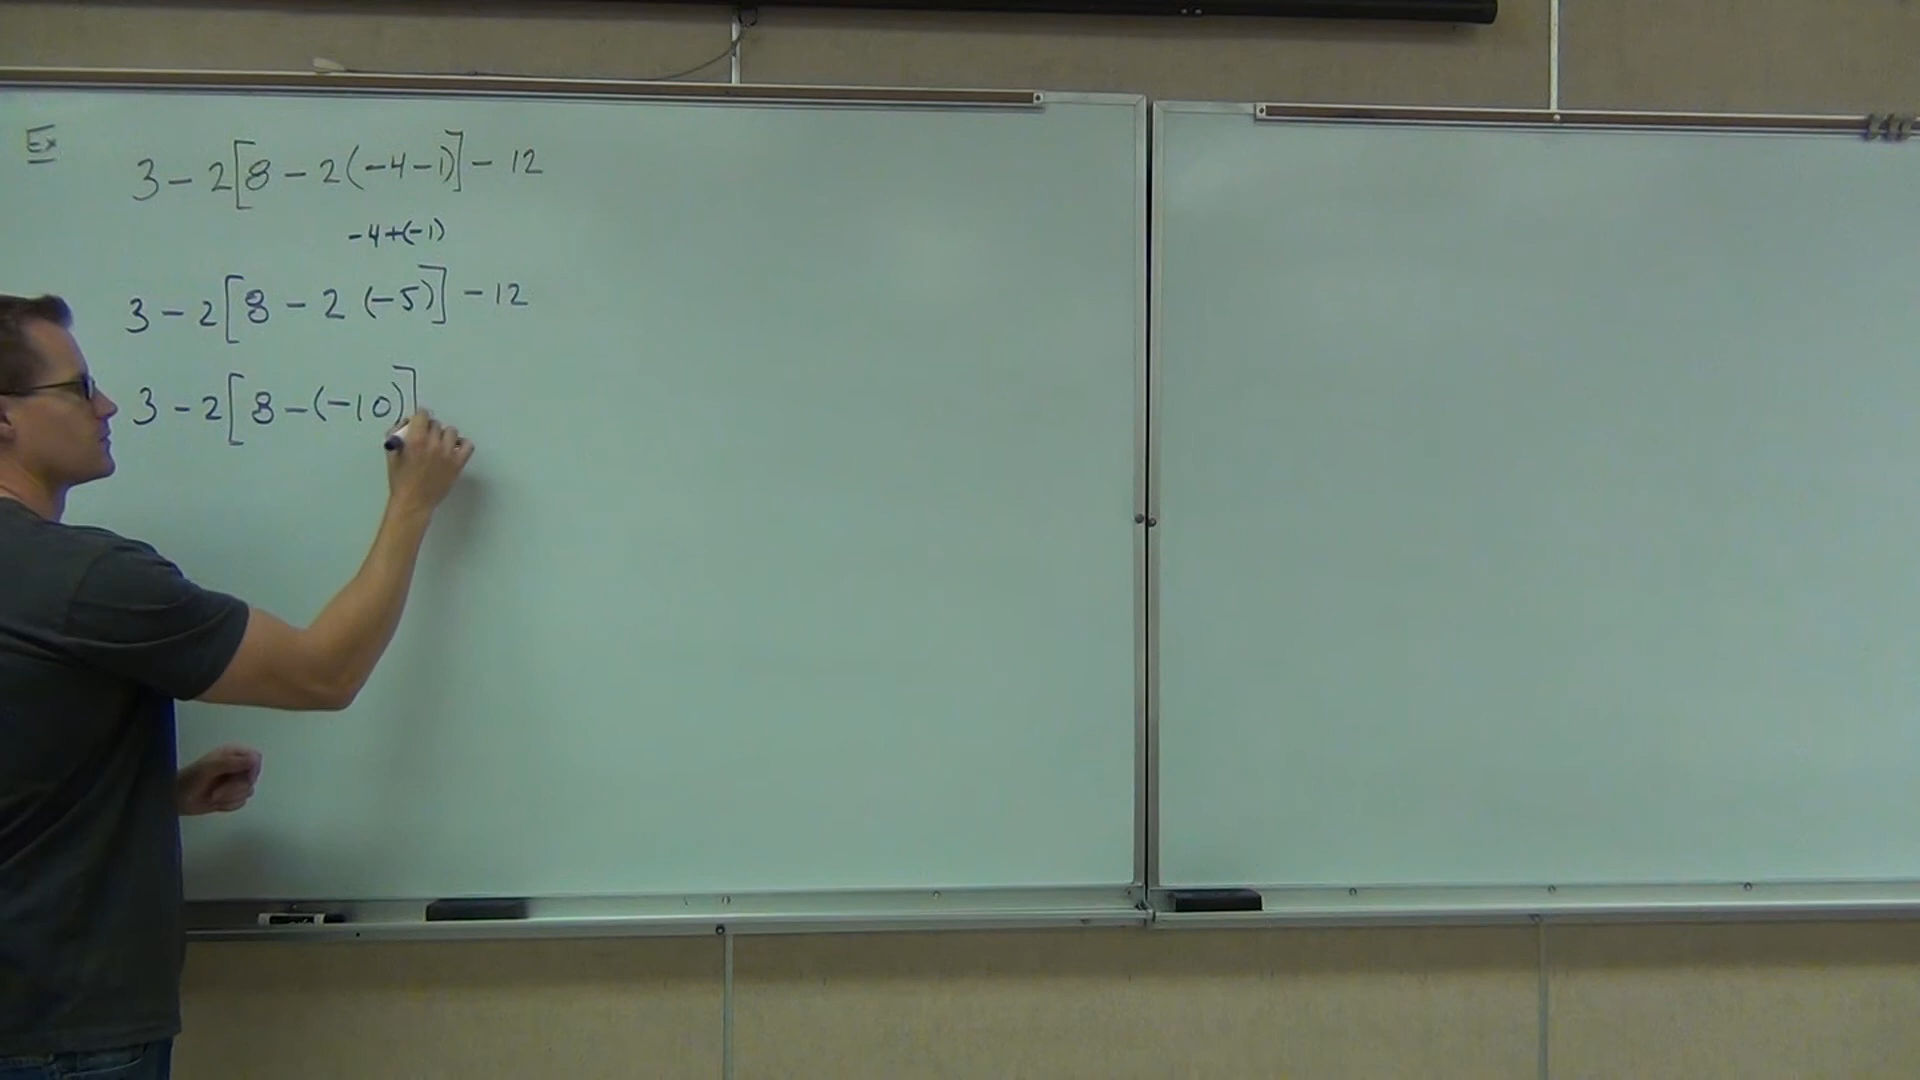 Ex
3 - 2[8 - 2(-4-1)] - 12
-4+(-1)
3 - 2[8 - 2 (-5)] - 12
3 - 2[8 - (-10)]